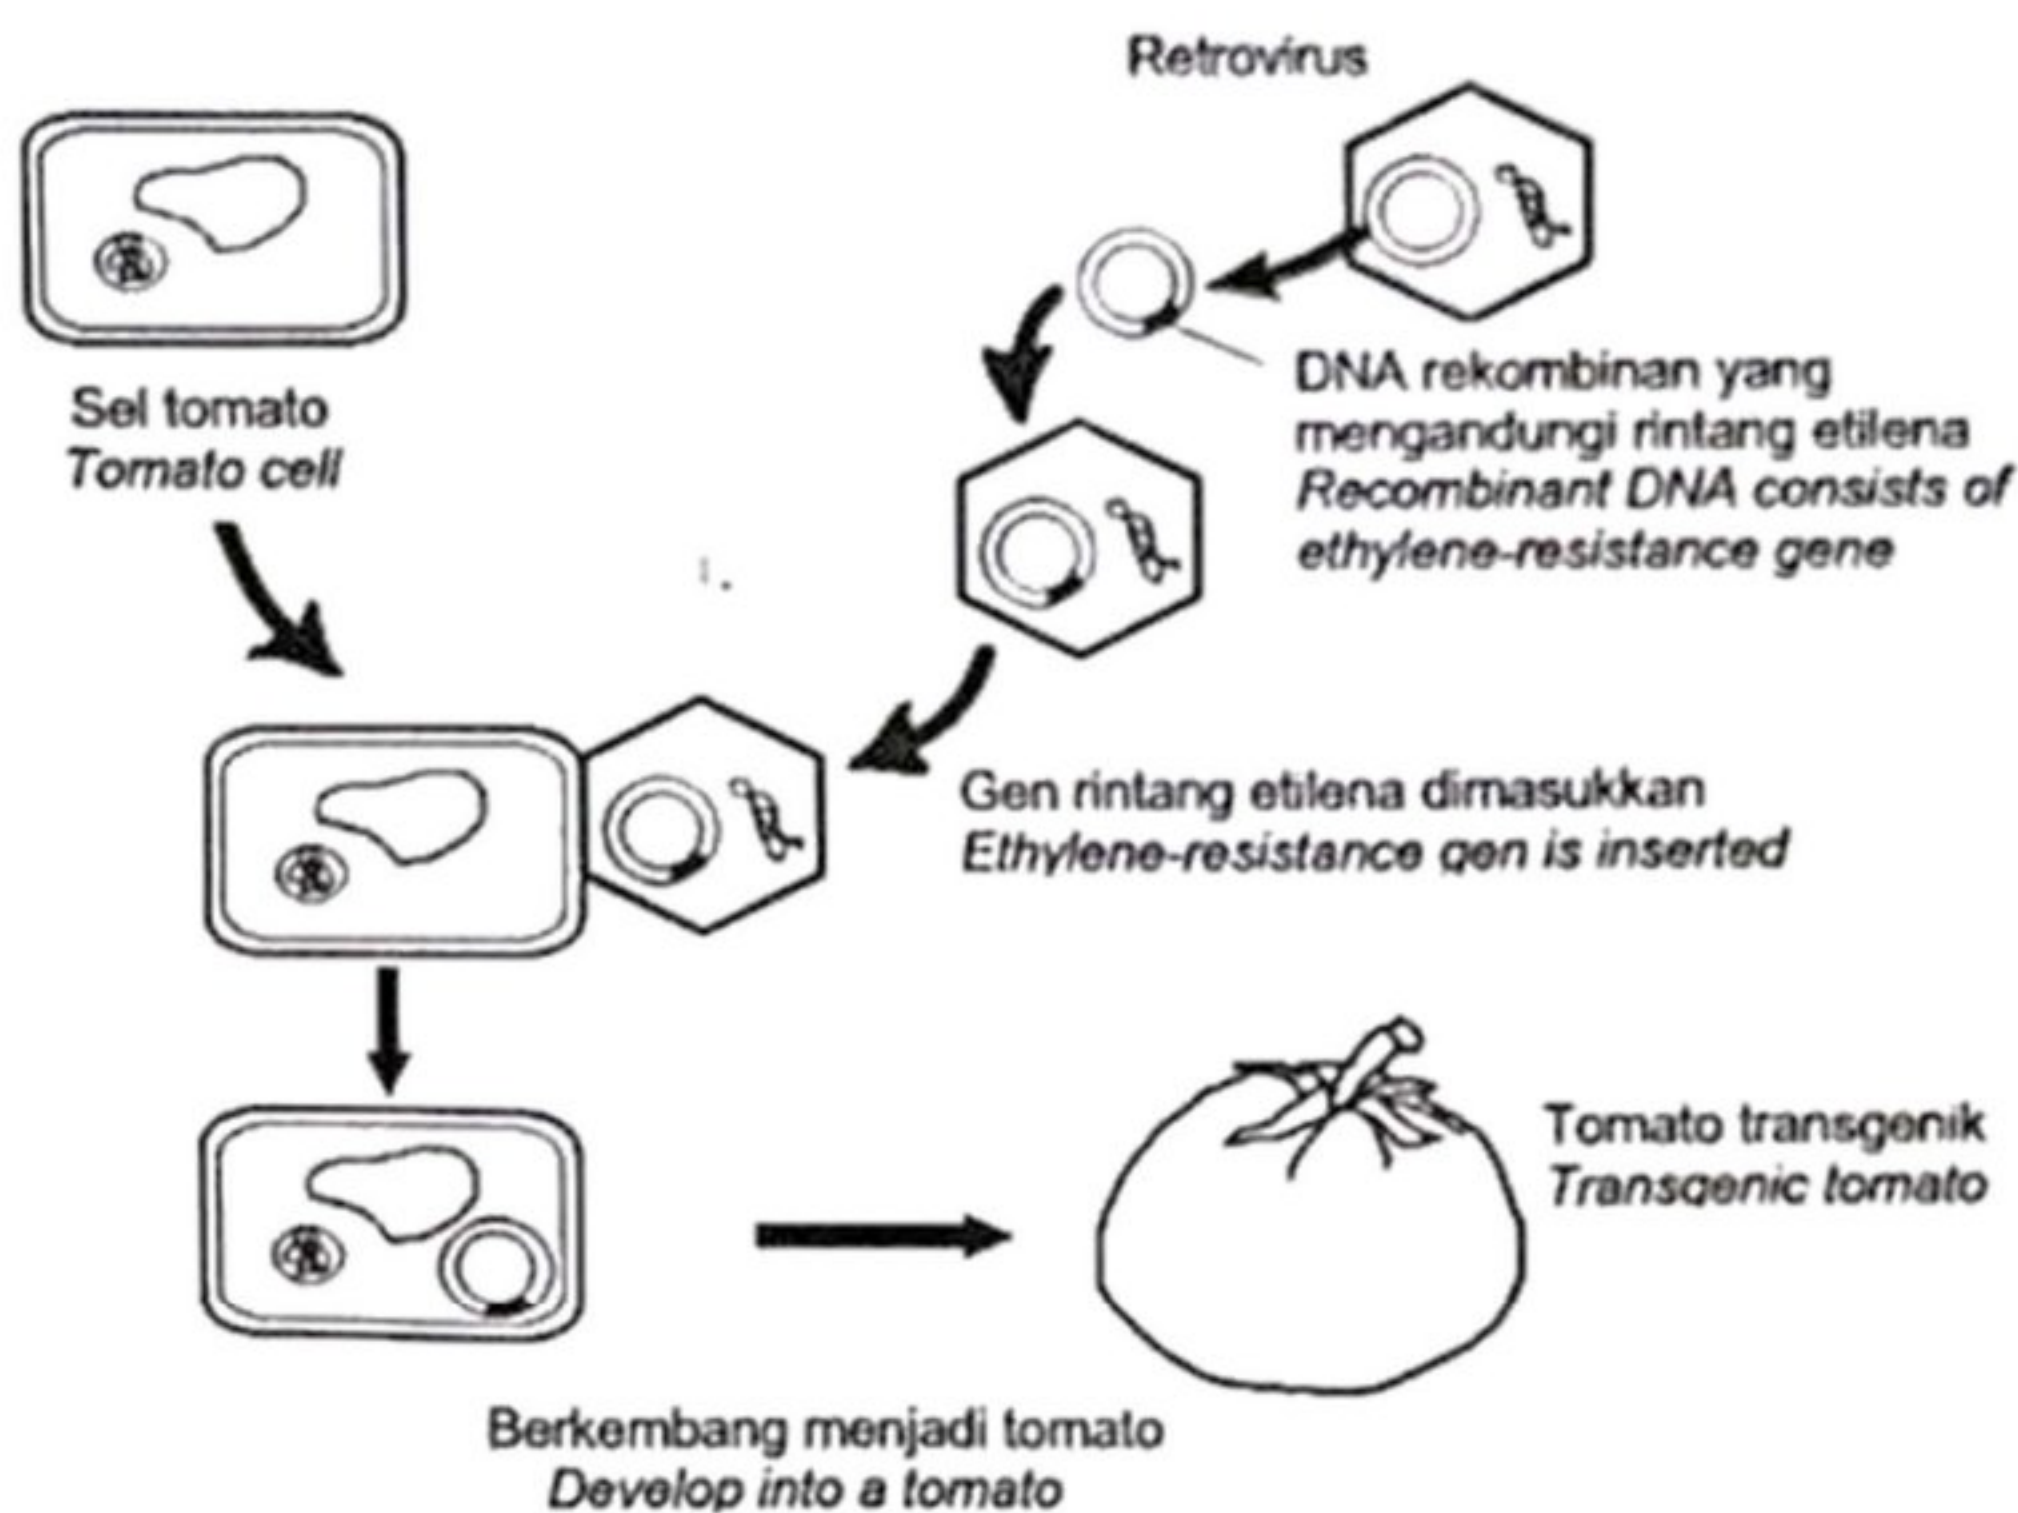 Retrovirus
Sel tomato
Tomato cell
DNA rekombinan yang
mengandungi rintang etilena
Recombinant DNA consists of
ethylene-resistance gene
Gen rintang etilena dimasukkan
Ethylene-resistance gen is inserted
Tomato transgenik
Transgenic tomato
Berkembang menjadi tomato
Develop into a tomato